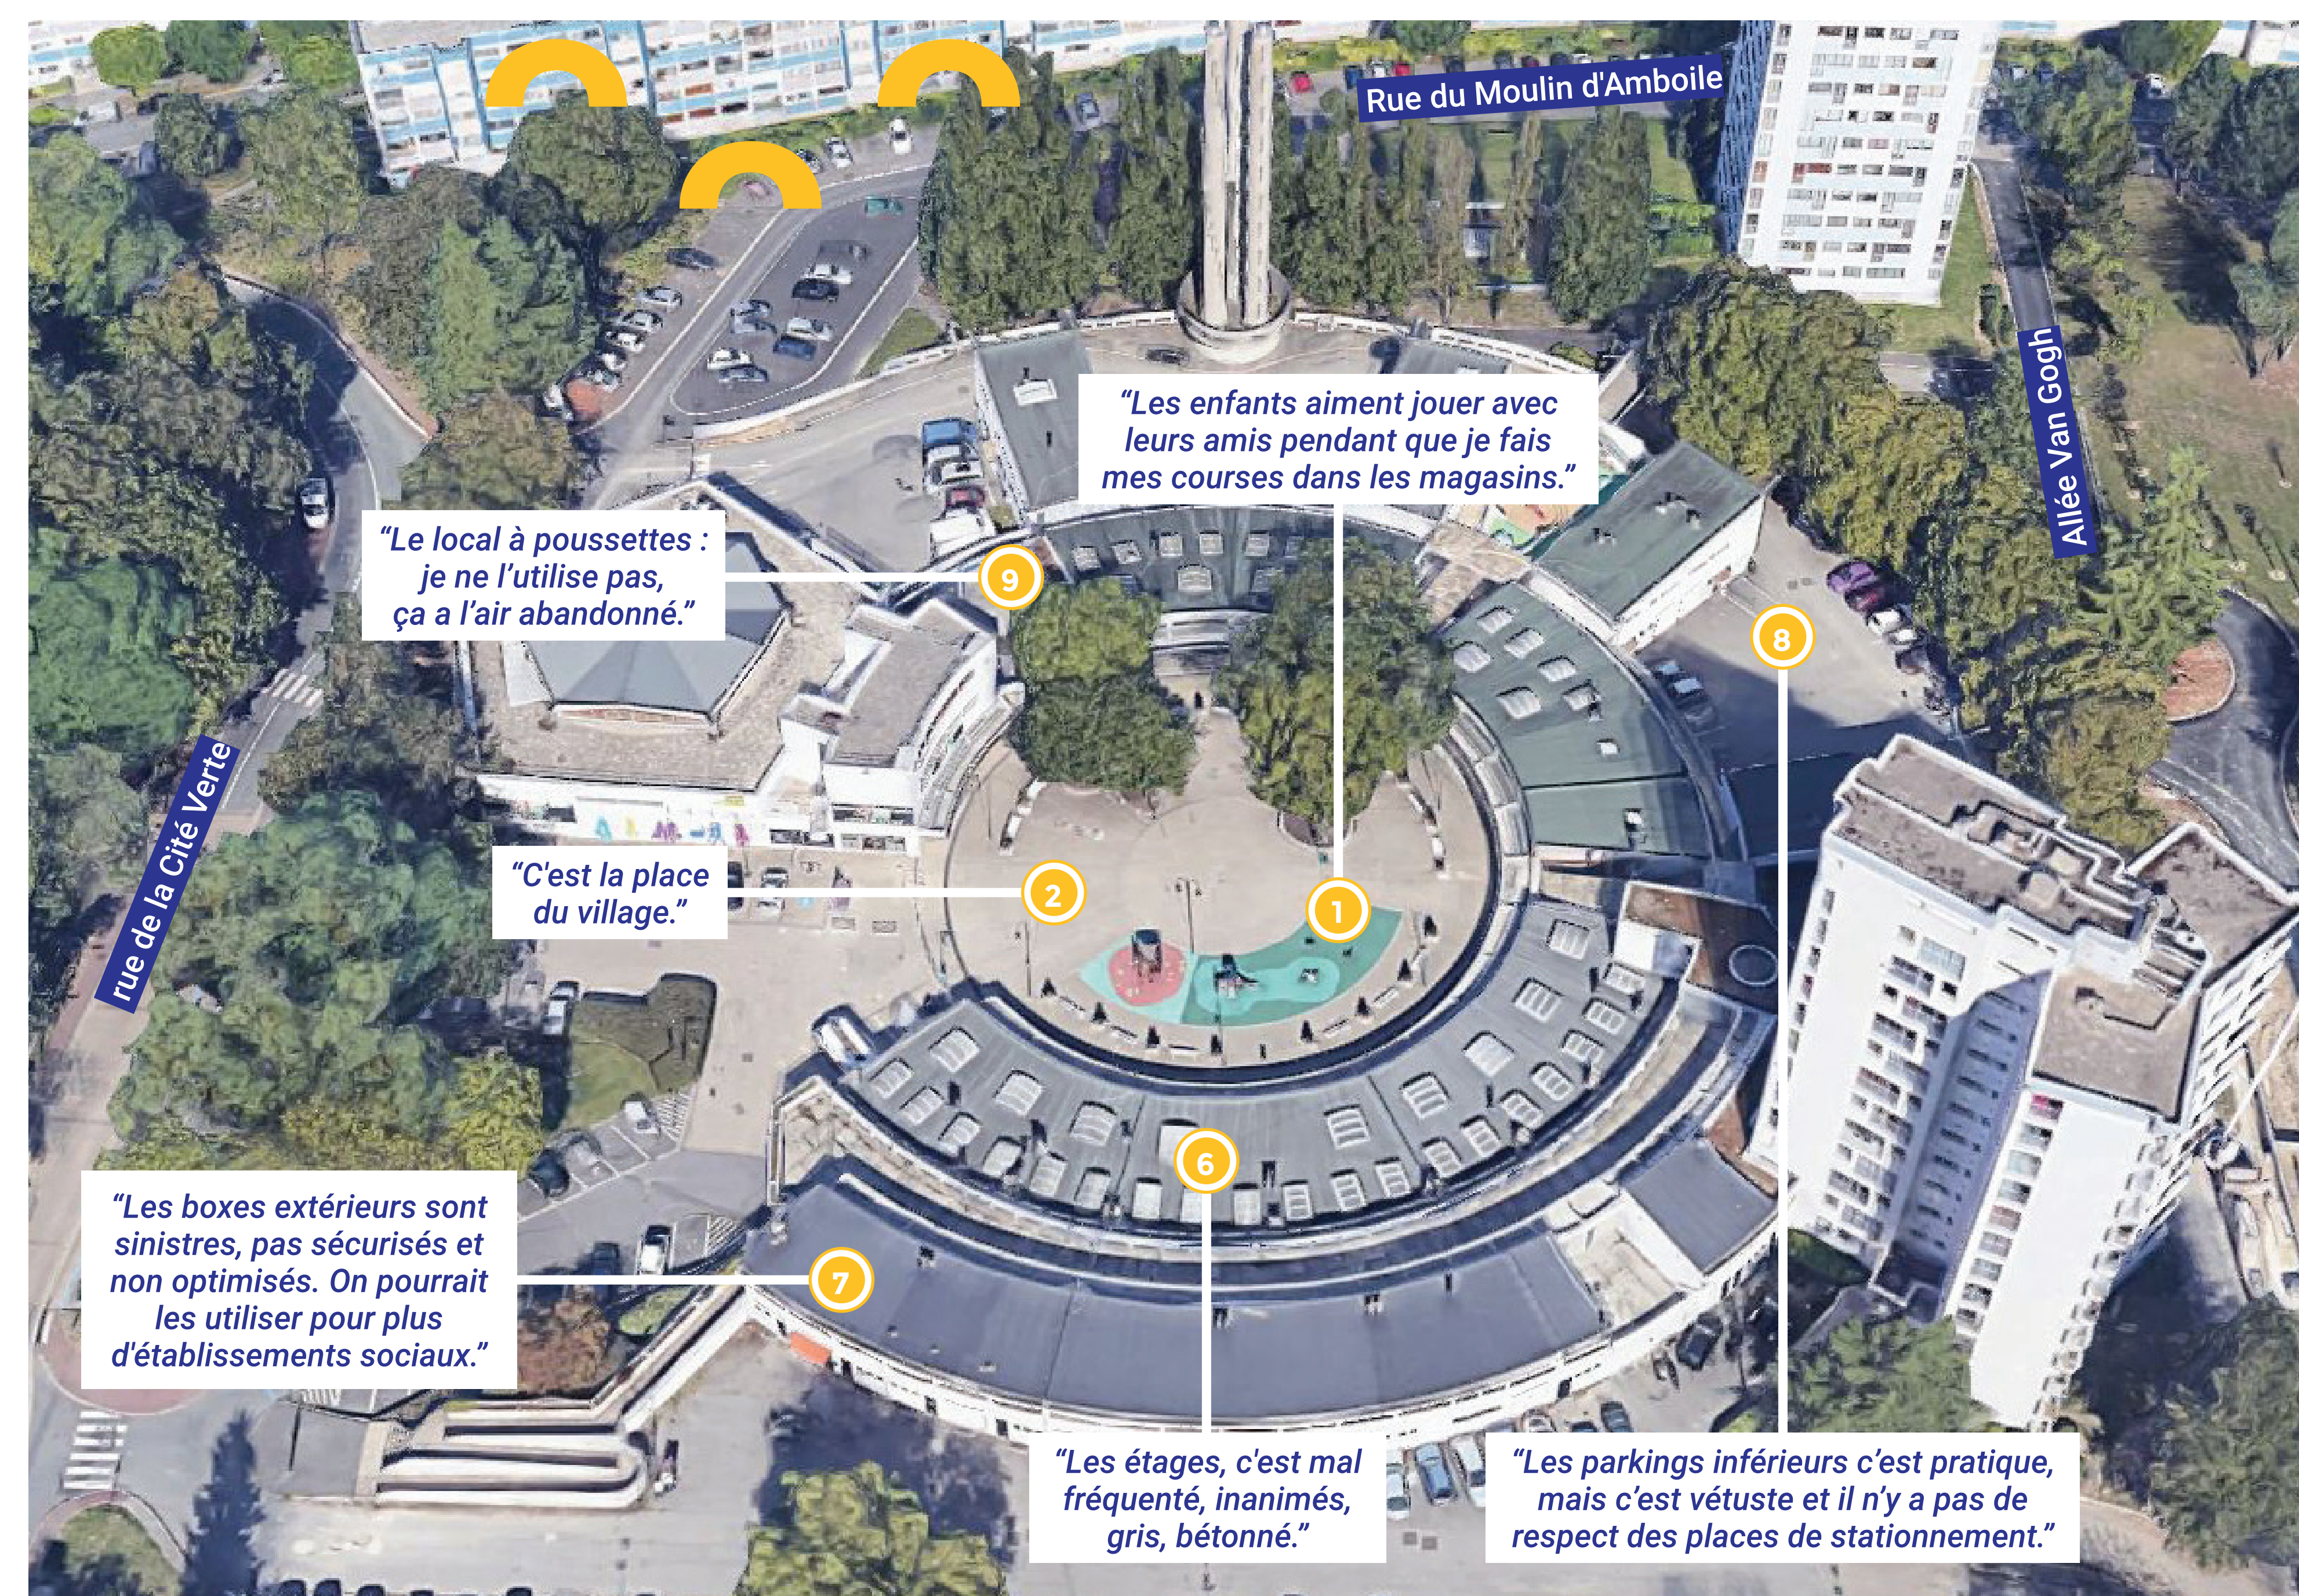 Rue du Moulin d'Amboile
Allée Van Gogh
“Les enfants aiment jouer avec
leurs amis pendant que je fais
mes courses dans les magasins.”
“Le local à poussettes :
je ne l’utilise pas,
ça a l’air abandonné.”
9
8
rue de la Cité Verte
“C'est la place
du village.”
2
1
6
“Les boxes extérieurs sont
sinistres, pas sécurisés et
non optimisés. On pourrait
les utiliser pour plus
d'établissements sociaux.”
7
“Les étages, c'est mal
fréquenté, inanimés,
gris, bétonné.”
“Les parkings inférieurs c’est pratique,
mais c’est vétuste et il n’y a pas de
respect des places de stationnement.”